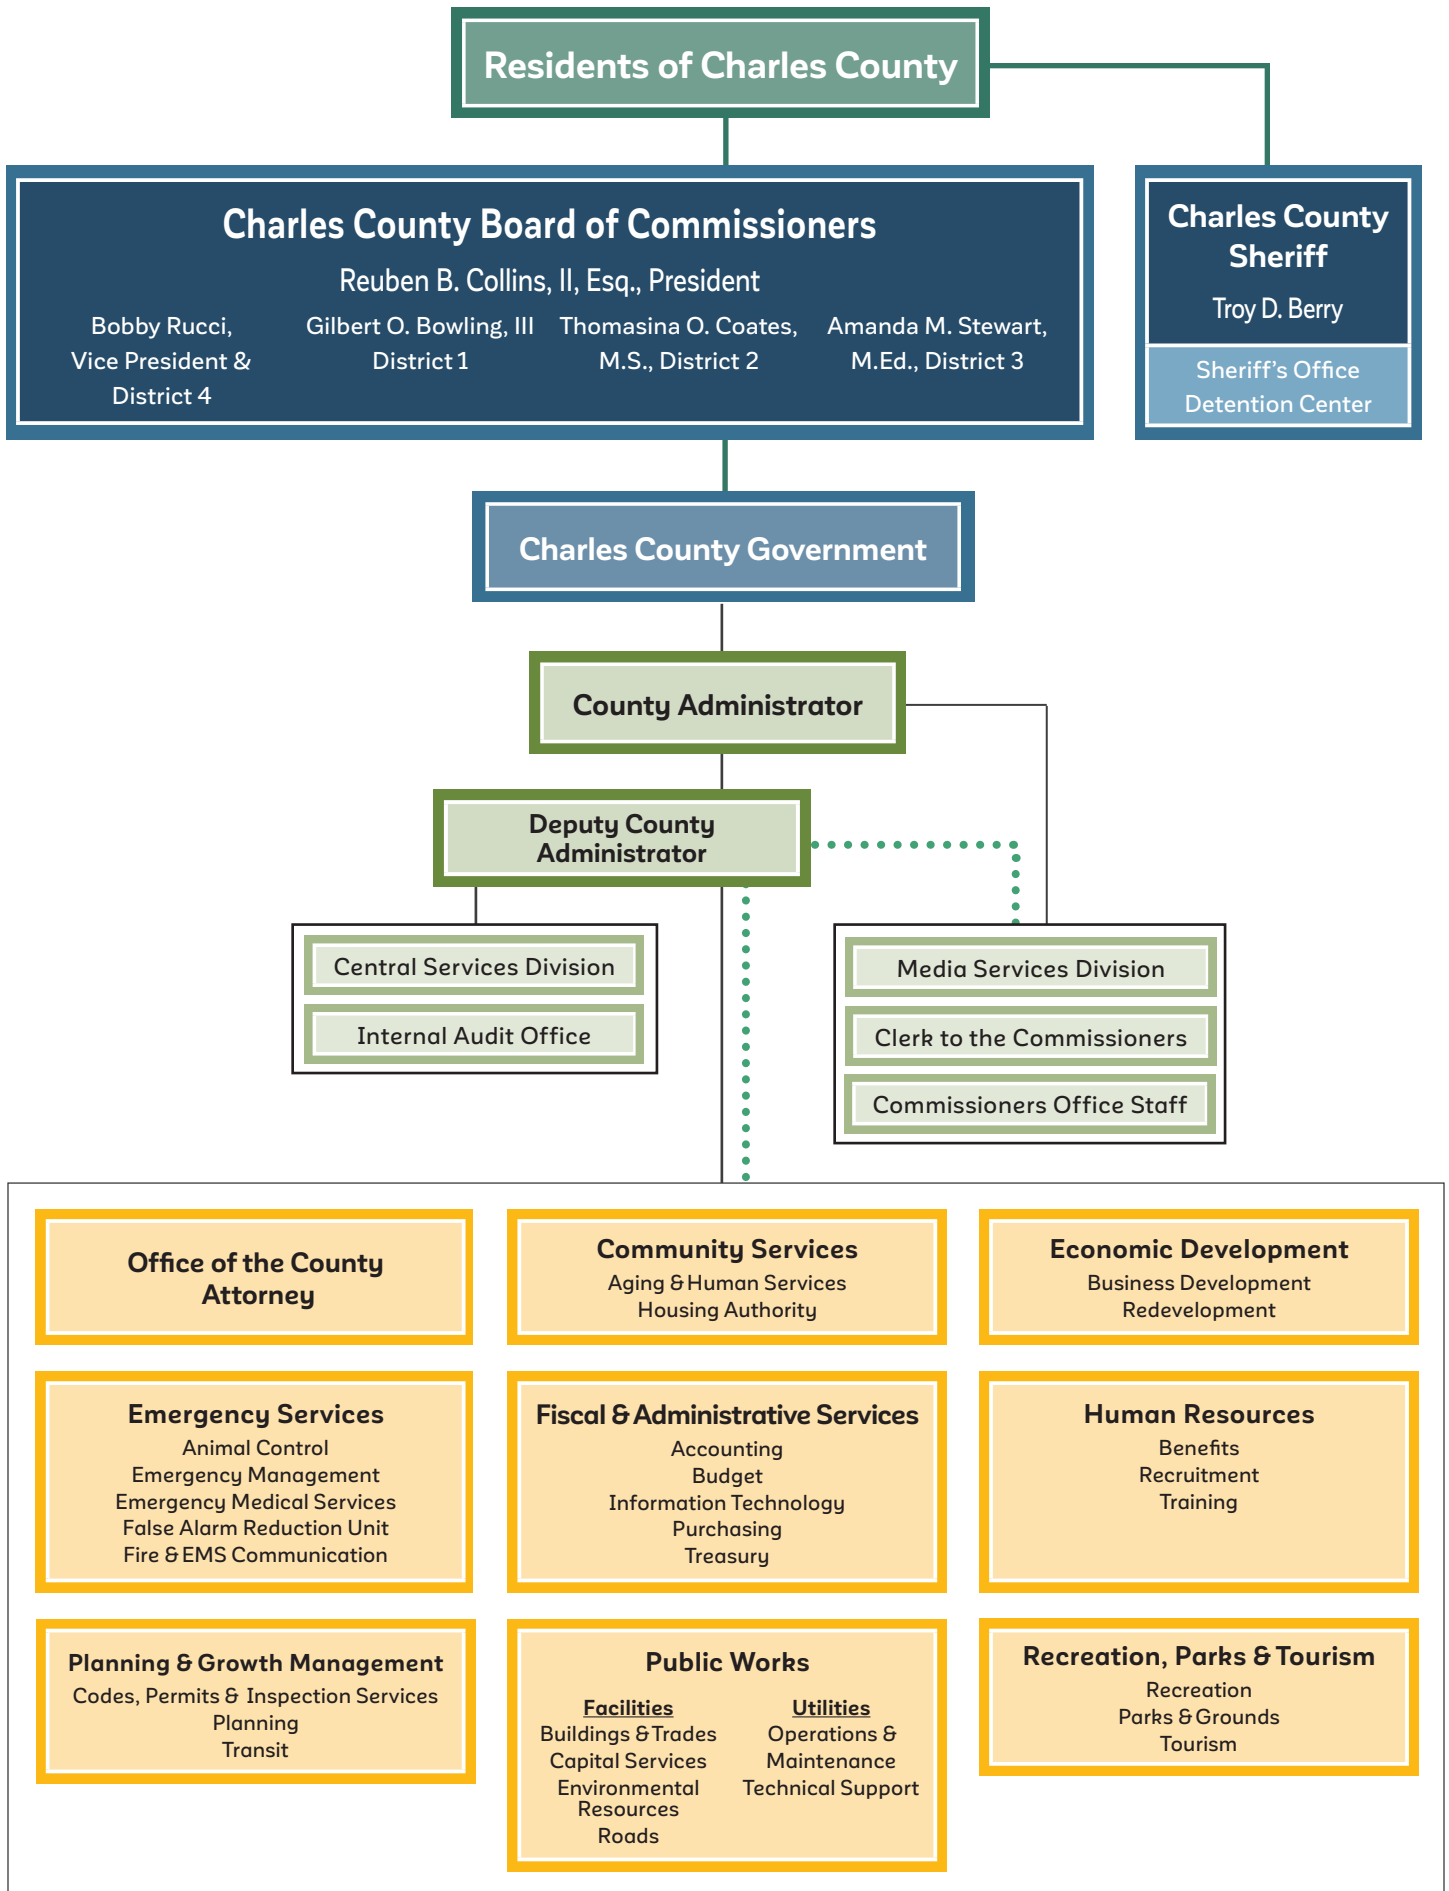 Residents of Charles County
Charles County Board of Commissioners
Reuben B. Collins, II, Esq., President
Bobby Rucci,
Vice President &
District 4
Gilbert O. Bowling, III
District 1
Thomasina O. Coates,
M.S., District 2
Amanda M. Stewart,
M.Ed., District 3
Charles County
Sheriff
Troy D. Berry
Sheriff's Office
Detention Center
Charles County Government
County Administrator
Deputy County
Administrator
Central Services Division
Internal Audit Office
Media Services Division
Clerk to the Commissioners
Commissioners Office Staff
Office of the County
Attorney
Community Services
Aging & Human Services
Housing Authority
Economic Development
Business Development
Redevelopment
Emergency Services
Animal Control
Emergency Management
Emergency Medical Services
False Alarm Reduction Unit
Fire & EMS Communication
Fiscal & Administrative Services
Accounting
Budget
Information Technology
Purchasing
Treasury
Human Resources
Benefits
Recruitment
Training
Planning & Growth Management
Codes, Permits & Inspection Services
Planning
Transit
Public Works
Facilities
Buildings & Trades
Capital Services
Environmental
Resources
Roads
Utilities
Operations &
Maintenance
Technical Support
Recreation, Parks & Tourism
Recreation
Parks & Grounds
Tourism